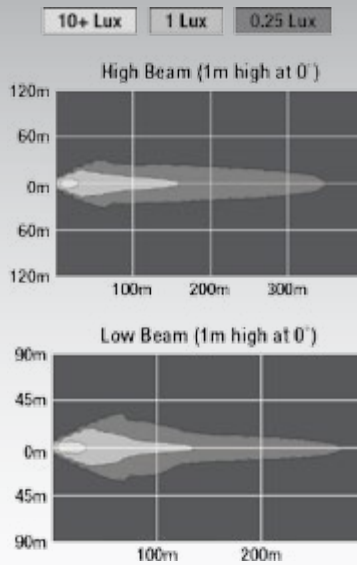 10+ Lux 1 Lux 0.25 Lux
High Beam (1m high at 0°)
120m
60m
0m
60m
120m
100m 200m 300m
Low Beam (1m high at 0°)
90m
45m
0m
45m
90m
100m 200m